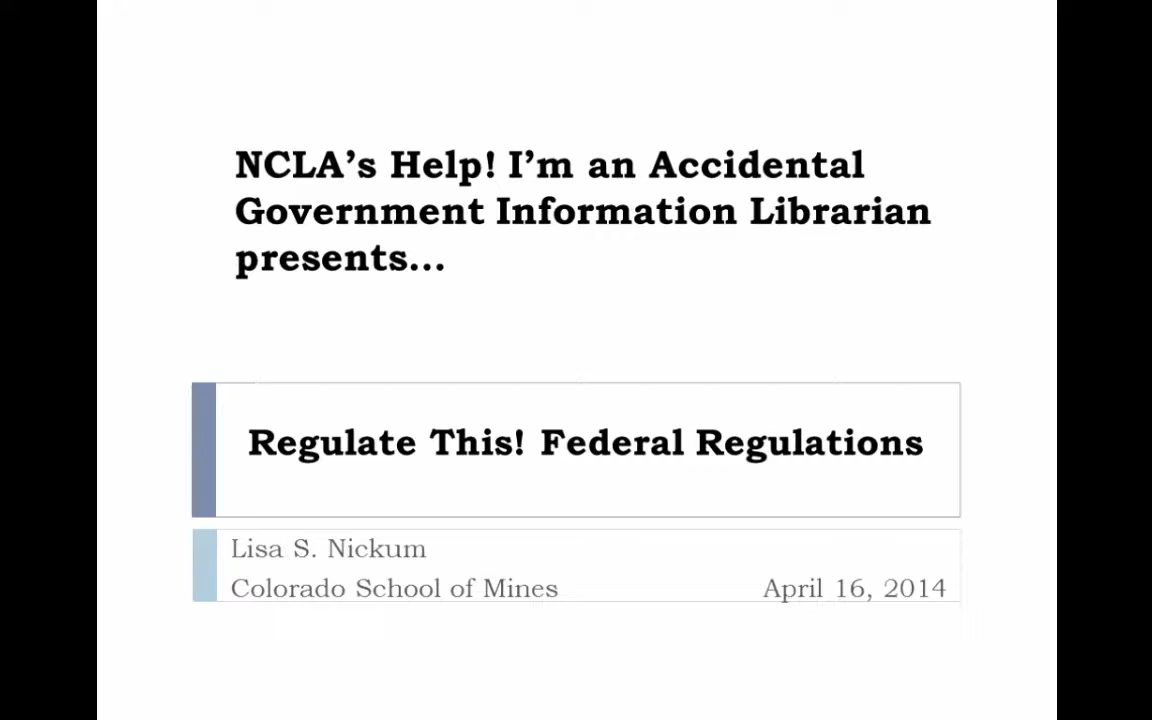 NCLA’s Help! I’m an Accidental
Government Information Librarian
presents…
Regulate This! Federal Regulations
Lisa S. Nickum
Colorado School of Mines April 16, 2014